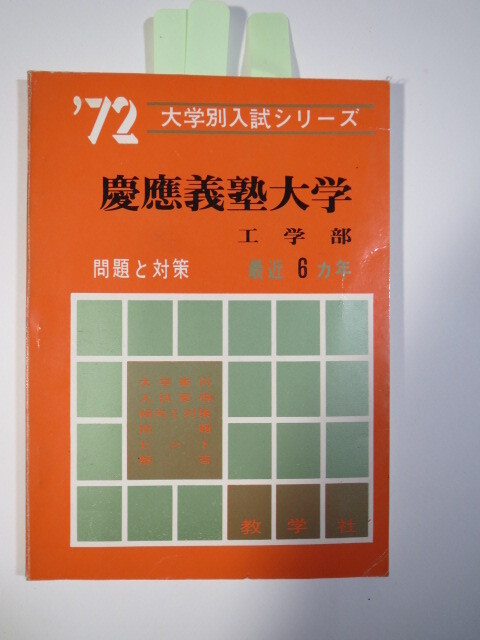 '72 大学別入試シリーズ
慶應義塾大学
工学部
問題と対策 最近6カ年
教学社